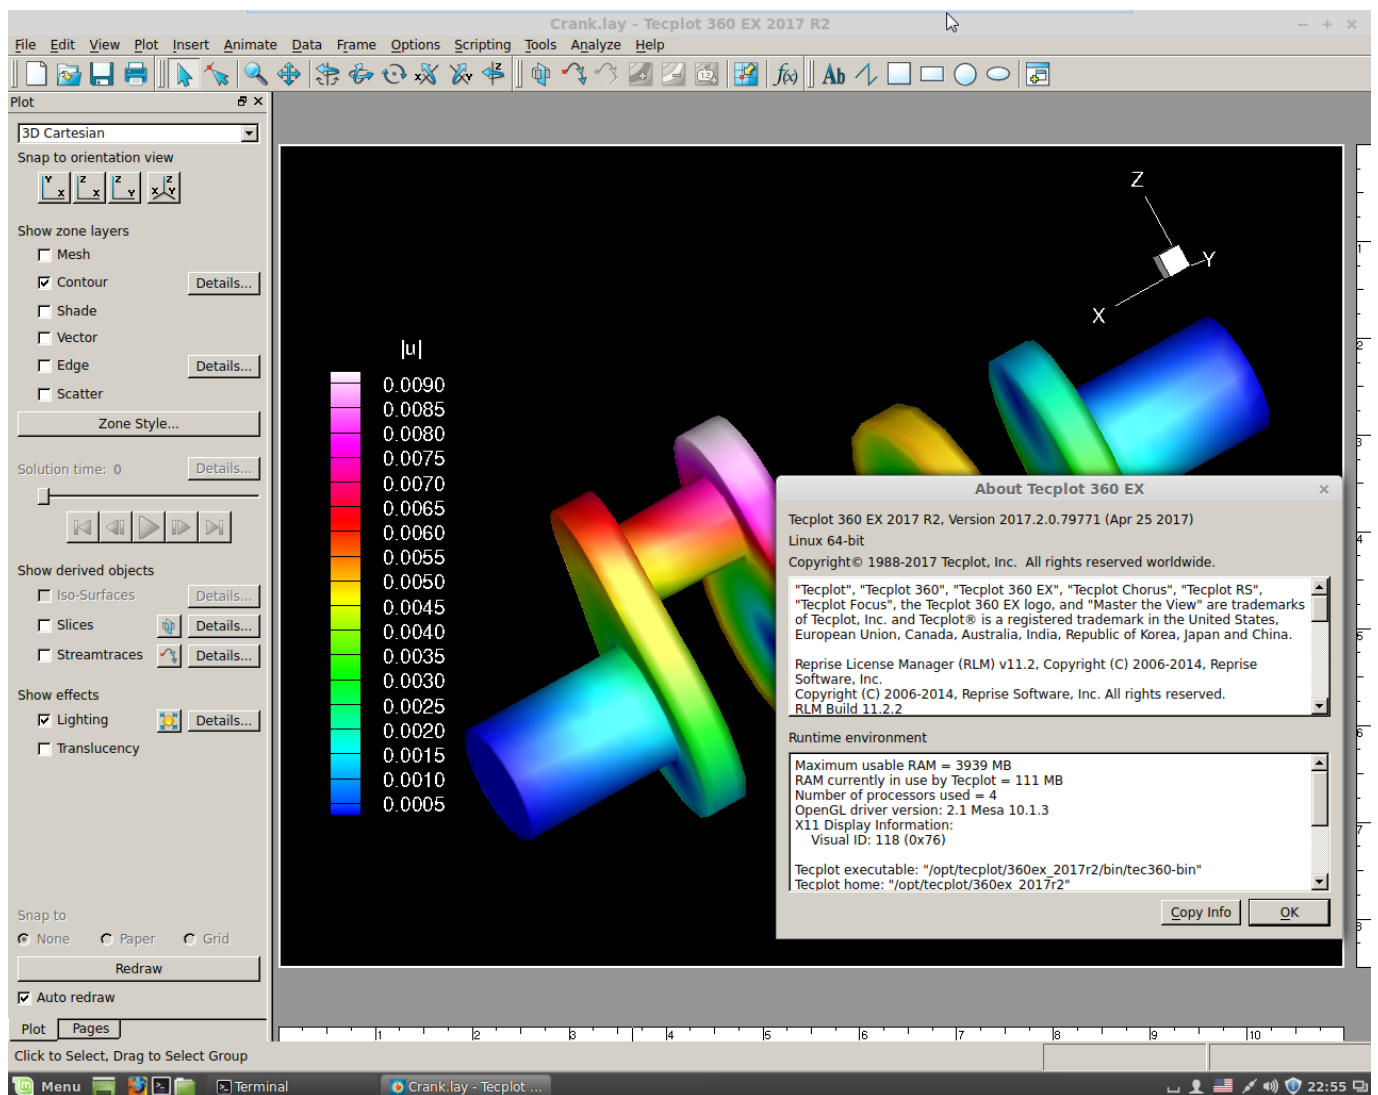 Crank.lay - Tecplot 360 EX 2017 R2
File Edit View Plot Insert Animate Data Frame Options Scripting Tools Analyze Help
Plot
3D Cartesian
Snap to orientation view
Y X Z X Z Y X Z Y
Show zone layers
Mesh
Contour Details...
Shade
Vector
Edge Details...
Scatter
Zone Style...
Solution time: 0 Details...
Show derived objects
Iso-Surfaces Details...
Slices Details...
Streamtraces Details...
Show effects
Lighting Details...
Translucency
Snap to
None Paper Grid
Redraw
Auto redraw
Plot Pages
Click to Select, Drag to Select Group
Z
Y
X
|u|
0.0090
0.0085
0.0080
0.0075
0.0070
0.0065
0.0060
0.0055
0.0050
0.0045
0.0040
0.0035
0.0030
0.0025
0.0020
0.0015
0.0010
0.0005
About Tecplot 360 EX
Tecplot 360 EX 2017 R2, Version 2017.2.0.79771 (Apr 25 2017)
Linux 64-bit
Copyright© 1988-2017 Tecplot, Inc. All rights reserved worldwide.
"Tecplot", "Tecplot 360", "Tecplot 360 EX", "Tecplot Chorus", "Tecplot RS",
"Tecplot Focus", the Tecplot 360 EX logo, and "Master the View" are trademarks
of Tecplot, Inc. and Tecplot® is a registered trademark in the United States,
European Union, Canada, Australia, India, Republic of Korea, Japan and China.
Reprise License Manager (RLM) v11.2, Copyright (C) 2006-2014, Reprise
Software, Inc.
Copyright (C) 2006-2014, Reprise Software, Inc. All rights reserved.
RLM Build 11.2.2
Runtime environment
Maximum usable RAM = 3939 MB
RAM currently in use by Tecplot = 111 MB
Number of processors used = 4
OpenGL driver version: 2.1 Mesa 10.1.3
X11 Display Information:
Visual ID: 118 (0x76)
Tecplot executable: "/opt/tecplot/360ex_2017r2/bin/tec360-bin"
Tecplot home: "/opt/tecplot/360ex_2017r2"
Copy Info OK
1
2
3
4
5
6
7
8
1 2 3 4 5 6 7 8 9 10
Menu Terminal Crank.lay - Tecplot ... 22:55